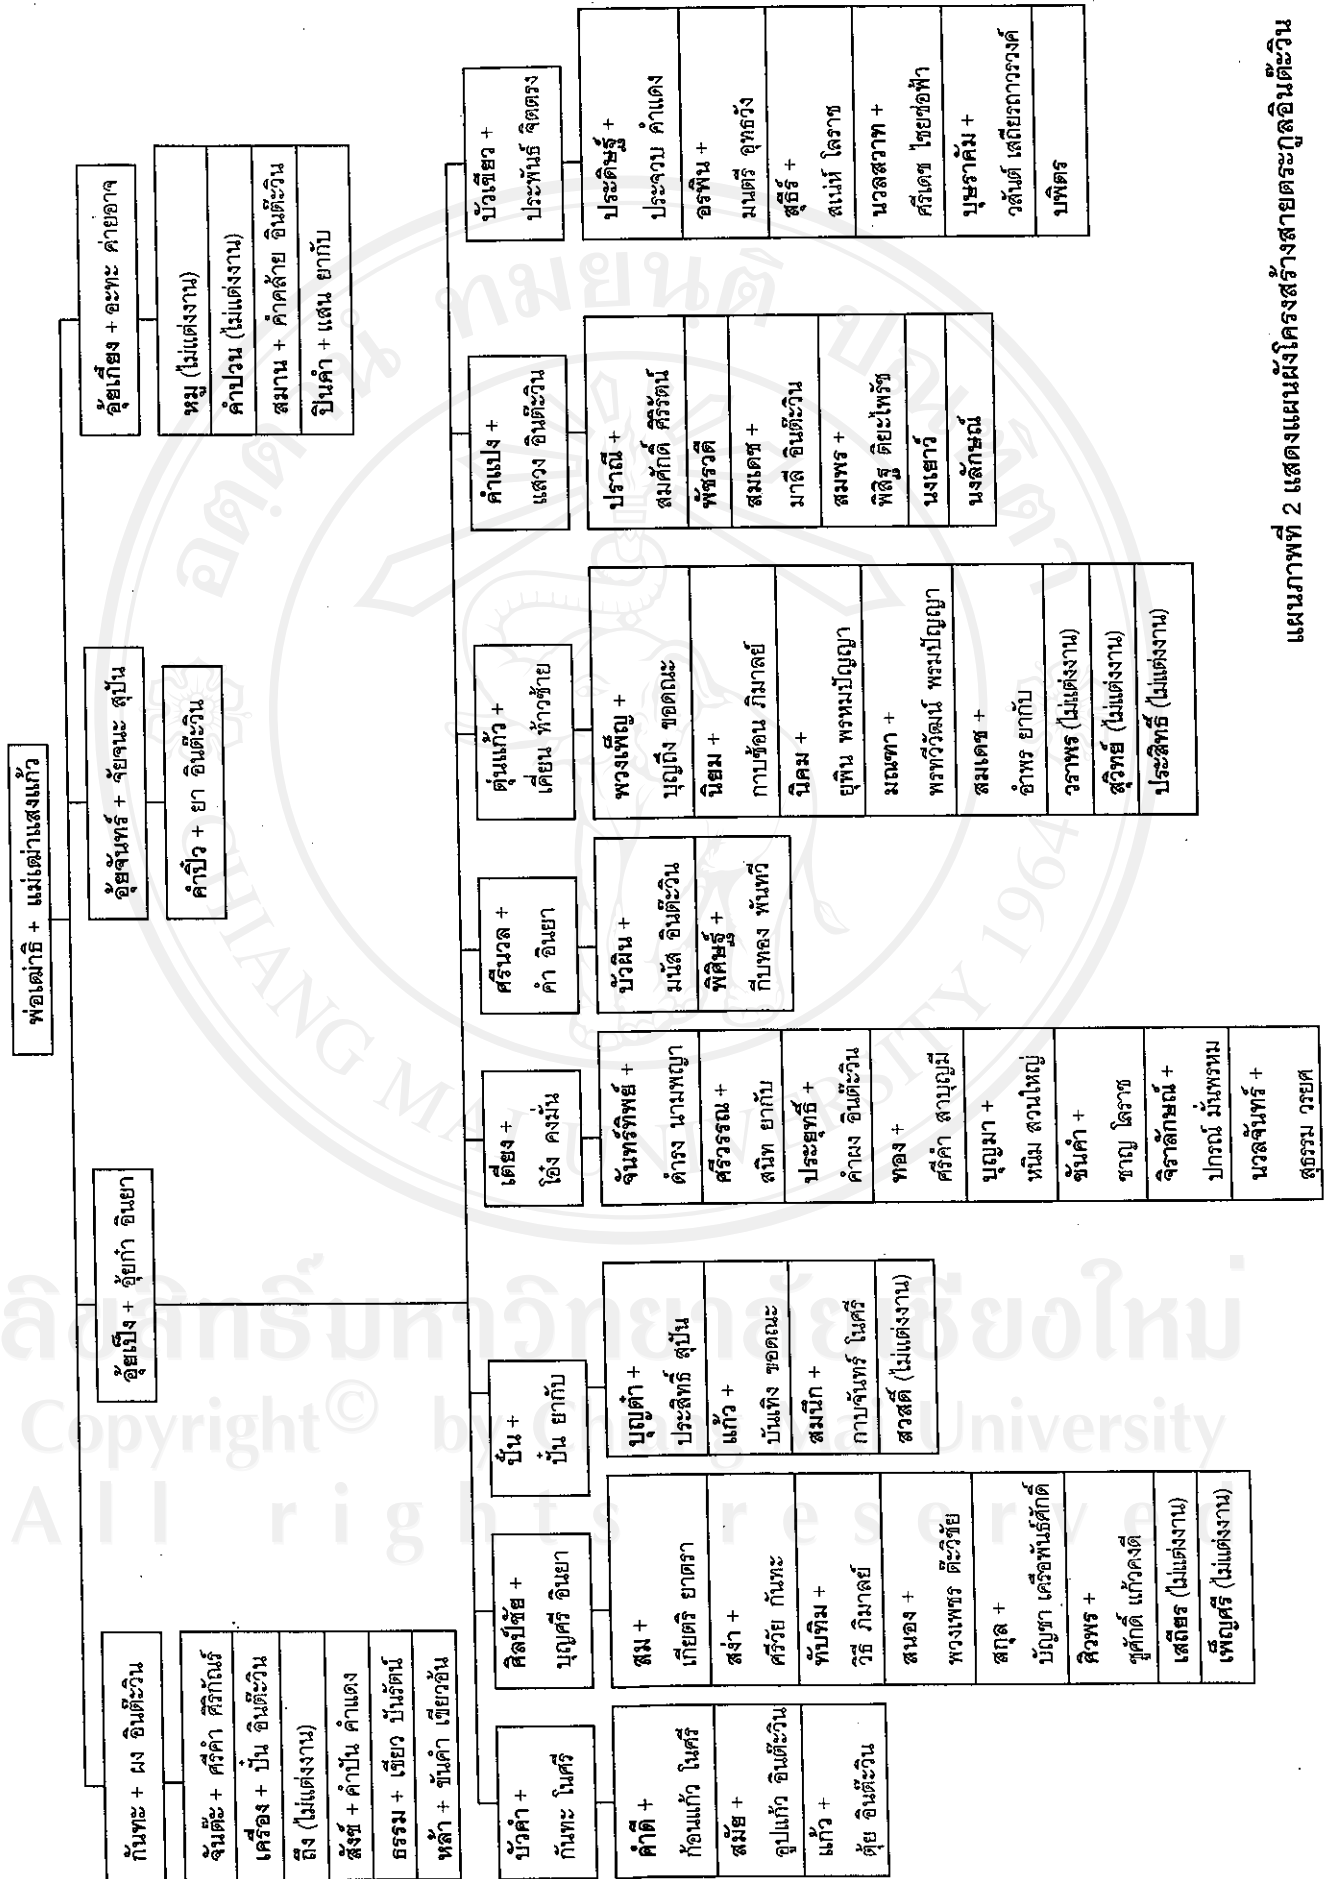 พ่อเฒ่าธิ + แม่เฒ่าแสงแก้ว
กันทะ + ผง อินต๊ะวิน
จันต๊ะ + ศรีคำ ศิริกัณร์
เครื่อง + ปั๋น อินต๊ะวิน
ถึง (ไม่แต่งงาน)
สังข์ + คำปัน คำแดง
ธรรม + เขียว ปันรัตน์
หล้า + ขันคำ เขียวอ้น
อุ้ยเป็ง + อุ้ยก๋ำ อินยา
อุ้ยจันทร์ + จัยจนะ สุปัน
คำปิว + ยา อินต๊ะวิน
อุ้ยเกี๋ยง + อะทะ ค่ายอาจ
หมู (ไม่แต่งงาน)
คำปวน (ไม่แต่งงาน)
สมาน + คำคล้าย อินต๊ะวิน
ปินคำ + แสน ยากับ
บัวคำ +
กันทะ โนศรี
คำดี +
ก้อนแก้ว โนศรี
สมัย +
อูปแก้ว อินต๊ะวิน
แก้ว +
ตุ้ย อินต๊ะวิน
ศิลป์ชัย +
บุญศรี อินยา
สม +
เกียตริ ยาตรา
สง่า +
ศรีวัย กันทะ
ทับทิม +
วิธี ภิมาลย์
สนอง +
พวงเพชร ต๊ะวิชัย
สกุล +
บัญชา เครือพันธ์ศักดิ์
ศิวพร +
ชูศักดิ์ แก้วคงดี
เสถียร (ไม่แต่งงาน)
เพ็ญศรี (ไม่แต่งงาน)
ปั๋น +
ปั๋น ยากับ
บุญต๋ำ +
ประสิทธิ์ สุปัน
แก้ว +
บันเทิง ขอดณะ
สมนึก +
กาบจันทร์ โนศรี
สวสดิ์ (ไม่แต่งงาน)
เตียง +
โอ๋ง คงมั่น
จันทร์ทิพย์ +
ดำรง นามพญา
ศรีวรรณ +
สนิท ยากับ
ประยุทธิ์ +
คำผง อินต๊ะวิน
ทอง +
ศรีคำ สาบุญมี
บุญมา +
หนิม สวนใหญ่
ขันคำ +
ชาญ โลราช
จิราลักษณ์ +
ปกรณ์ มั่นพรหม
นวลจันทร์ +
สุธรรม วรยศ
ศรีนวล +
คำ อินยา
บัวผิน +
มนัส อินต๊ะวิน
พิศิษฐ์ +
กีบทอง พันทวี
ตุ่นแก้ว +
เคี่ยน ท้าวซ้าย
พวงเพ็ญ +
บุญถึง ขอดณะ
นิยม +
กาบซ้อน ภิมาลย์
นิคม +
ยุพิน พรหมปัญญา
มณฑา +
พรทวีวัฒน์ พรมปัญญา
สมเดช +
อำพร ยากับ
วราพร (ไม่แต่งงาน)
สุวิทย์ (ไม่แต่งงาน)
ประสิทธิ์ (ไม่แต่งงาน)
คำแปง +
แสวง อินต๊ะวิน
ปราณี +
สมศักดิ์ ศิริรัตน์
พัชรวดี
สมเดช +
มาลี อินต๊ะวิน
สมพร +
พิสิฐ ติยะไพรัช
นงเยาว์
นงลักษณ์
บัวเขียว +
ประพันธ์ จิตตรง
ประดิษฐ์ +
ประจวบ คำแดง
อรพิน +
มนตรี อุทธวัง
สุธีร์ +
สเน่ห์ โลราช
นวลสวาท +
ศรีเดช ไชยช่อฟ้า
บุษราคัม +
วสันต์ เสถียรถาวรวงศ์
บพิตร
แผนภาพที่ 2 แสดงแผนผังโครงสร้างสายตระกูลอินต๊ะวิน
CHIANG MAI UNIVERSITY 1964
ลิขสิทธิ์มหาวิทยาลัยเชียงใหม่
Copyright© by Chiang Mai University
All rights reserved